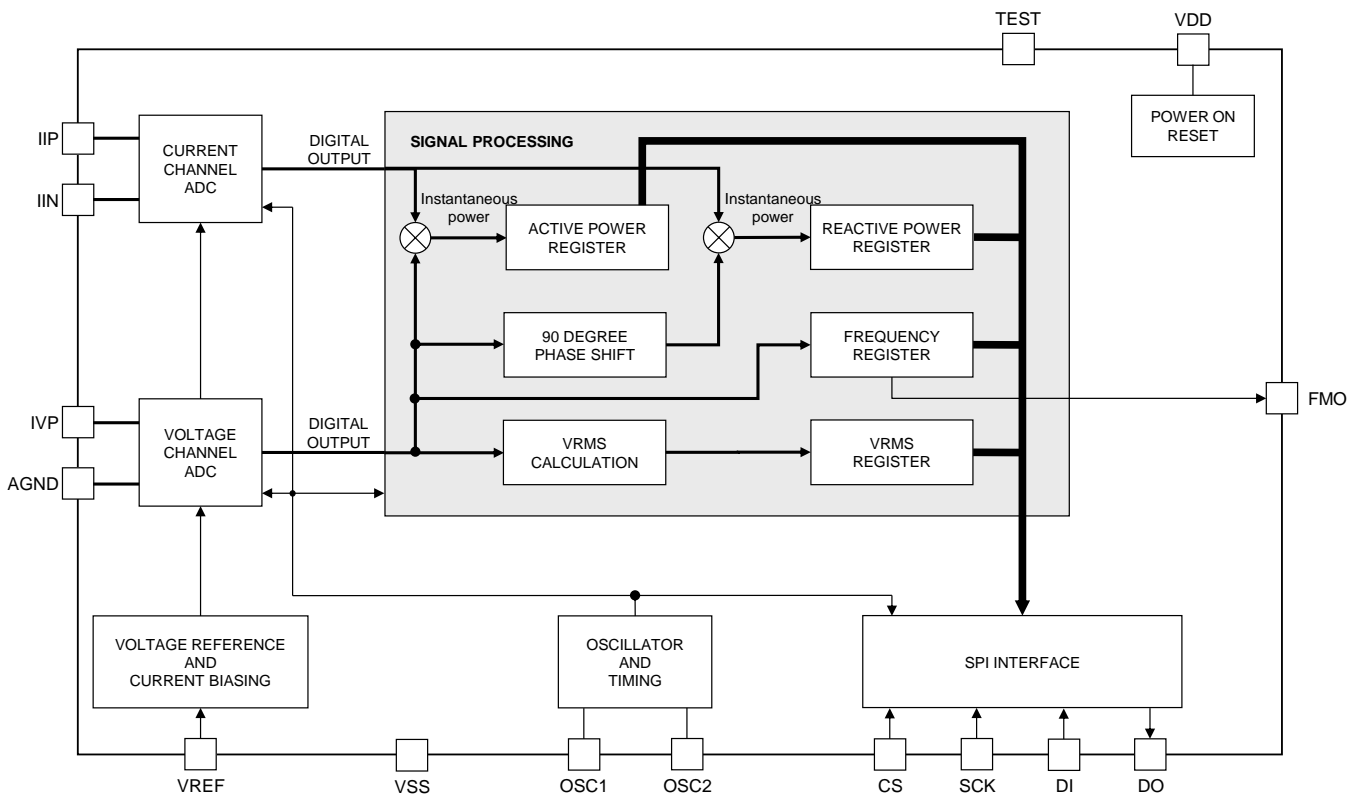 TEST
VDD
IIP
IIN
CURRENT
CHANNEL
ADC
DIGITAL
OUTPUT
SIGNAL PROCESSING
POWER ON
RESET
Instantaneous
power
ACTIVE POWER
REGISTER
Instantaneous
power
REACTIVE POWER
REGISTER
90 DEGREE
PHASE SHIFT
FREQUENCY
REGISTER
FMO
IVP
AGND
VOLTAGE
CHANNEL
ADC
DIGITAL
OUTPUT
VRMS
CALCULATION
VRMS
REGISTER
VOLTAGE REFERENCE
AND
CURRENT BIASING
OSCILLATOR
AND
TIMING
SPI INTERFACE
VREF
VSS
OSC1
OSC2
CS
SCK
DI
DO